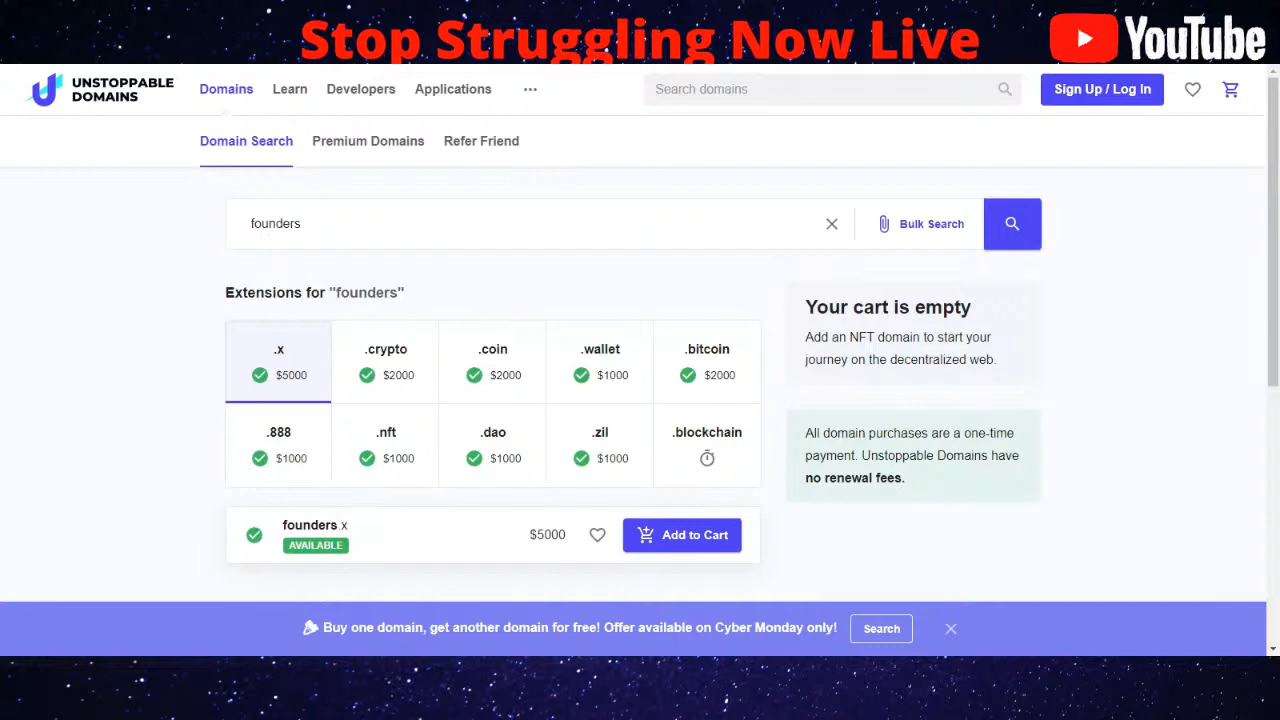 Stop Struggling Now Live
YouTube
UNSTOPPABLE
DOMAINS
Domains Learn Developers Applications ••• Search domains Sign Up / Log In
Domain Search Premium Domains Refer Friend
founders Bulk Search
Extensions for "founders"
.x .crypto .coin .wallet .bitcoin
$5000 $2000 $2000 $1000 $2000
.888 .nft .dao .zil .blockchain
$1000 $1000 $1000 $1000
founders.x
AVAILABLE
$5000 Add to Cart
Your cart is empty
Add an NFT domain to start your
journey on the decentralized web.
All domain purchases are a one-time
payment. Unstoppable Domains have
no renewal fees.
Buy one domain, get another domain for free! Offer available on Cyber Monday only! Search